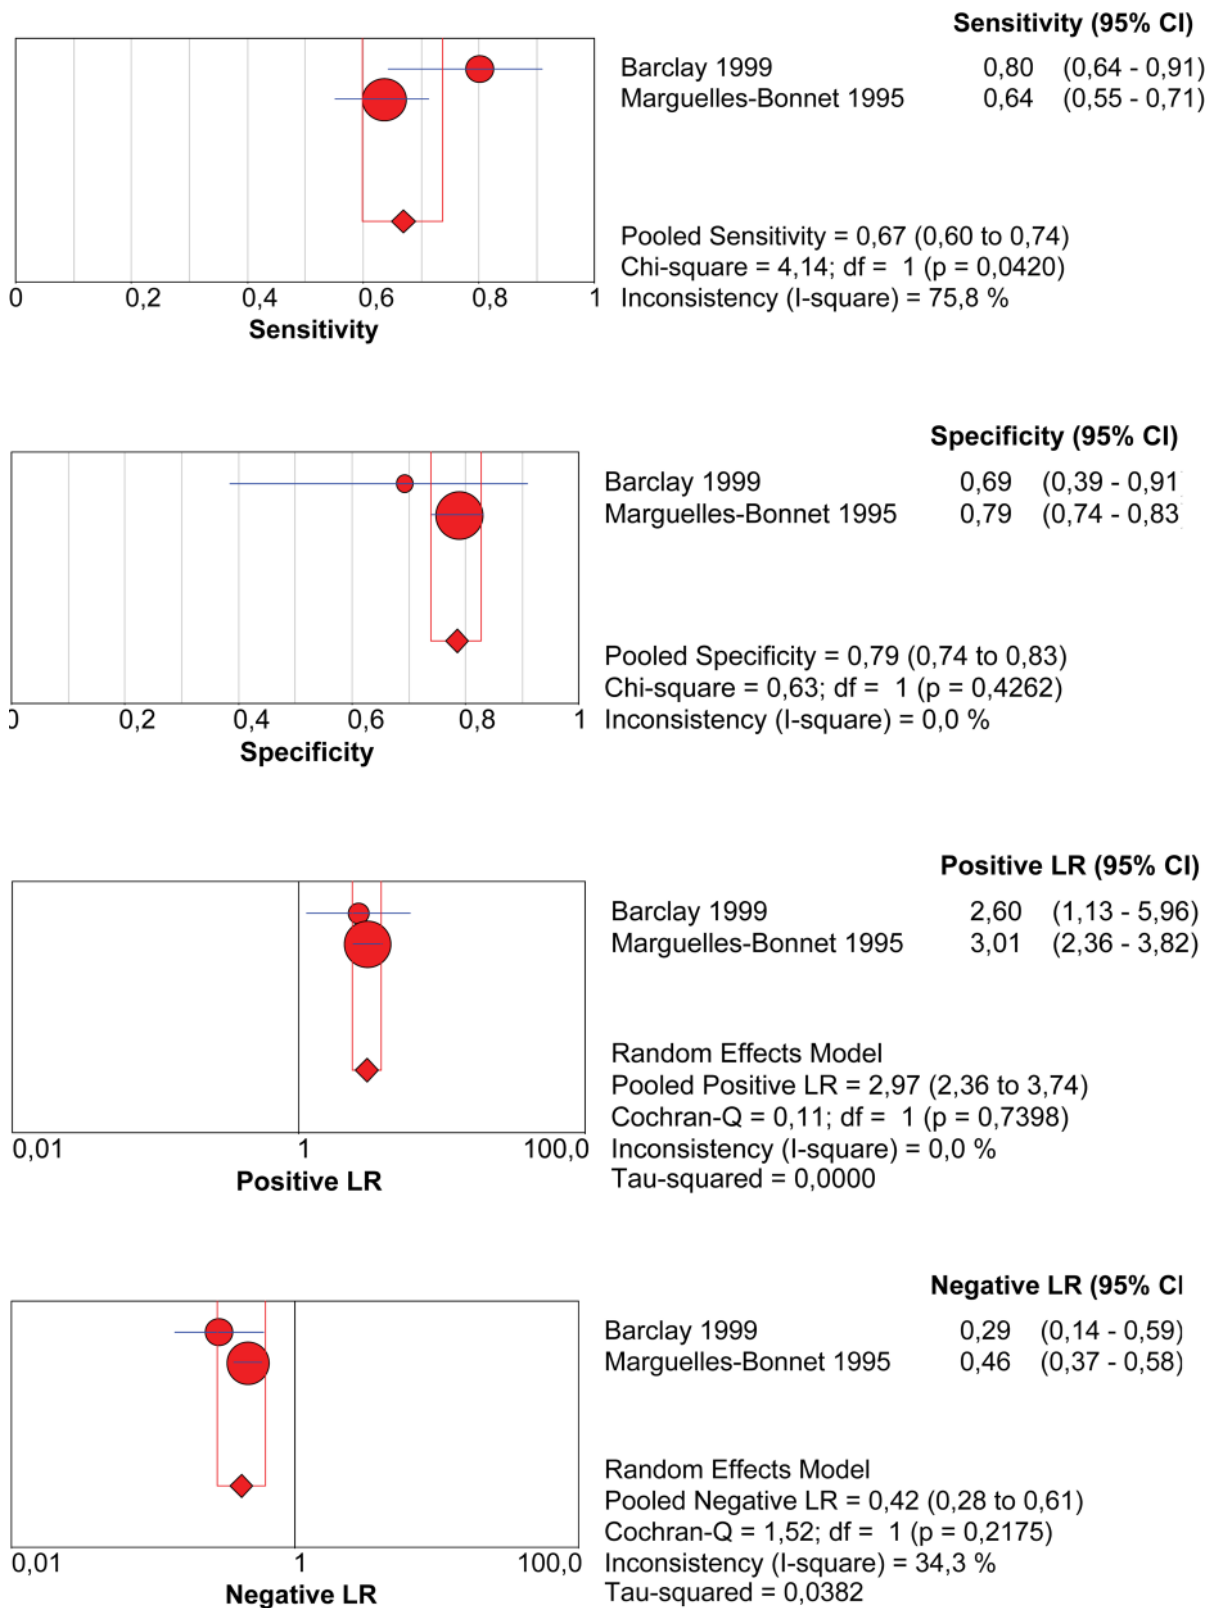 Sensitivity (95% CI)
Barclay 1999 0,80 (0,64 - 0,91)
Marguelles-Bonnet 1995 0,64 (0,55 - 0,71)
Pooled Sensitivity = 0,67 (0,60 to 0,74)
Chi-square = 4,14; df = 1 (p = 0,0420)
Inconsistency (I-square) = 75,8 %
0 0,2 0,4 0,6 0,8 1
Sensitivity
Specificity (95% CI)
Barclay 1999 0,69 (0,39 - 0,91
Marguelles-Bonnet 1995 0,79 (0,74 - 0,83
Pooled Specificity = 0,79 (0,74 to 0,83)
Chi-square = 0,63; df = 1 (p = 0,4262)
Inconsistency (I-square) = 0,0 %
0 0,2 0,4 0,6 0,8 1
Specificity
Positive LR (95% CI)
Barclay 1999 2,60 (1,13 - 5,96)
Marguelles-Bonnet 1995 3,01 (2,36 - 3,82)
Random Effects Model
Pooled Positive LR = 2,97 (2,36 to 3,74)
Cochran-Q = 0,11; df = 1 (p = 0,7398)
Inconsistency (I-square) = 0,0 %
Tau-squared = 0,0000
0,01 1 100,0
Positive LR
Negative LR (95% CI
Barclay 1999 0,29 (0,14 - 0,59)
Marguelles-Bonnet 1995 0,46 (0,37 - 0,58)
Random Effects Model
Pooled Negative LR = 0,42 (0,28 to 0,61)
Cochran-Q = 1,52; df = 1 (p = 0,2175)
Inconsistency (I-square) = 34,3 %
Tau-squared = 0,0382
0,01 1 100,0
Negative LR